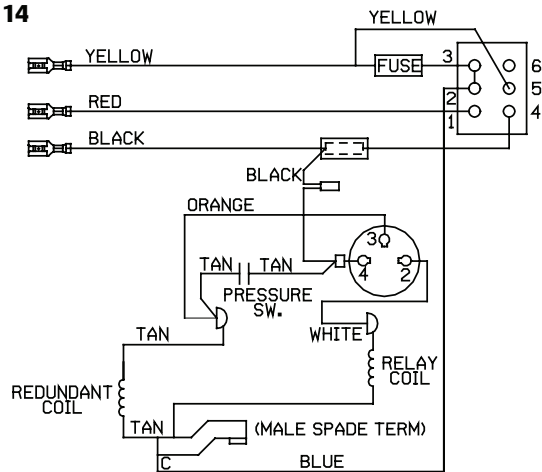 14
YELLOW
YELLOW
FUSE
3
6
5
RED
2
1
4
BLACK
BLACK
ORANGE
3
TAN
TAN
4
2
PRESSURE
SW.
TAN
WHITE
RELAY
COIL
REDUNDANT
COIL
TAN
(MALE SPADE TERM)
C
BLUE